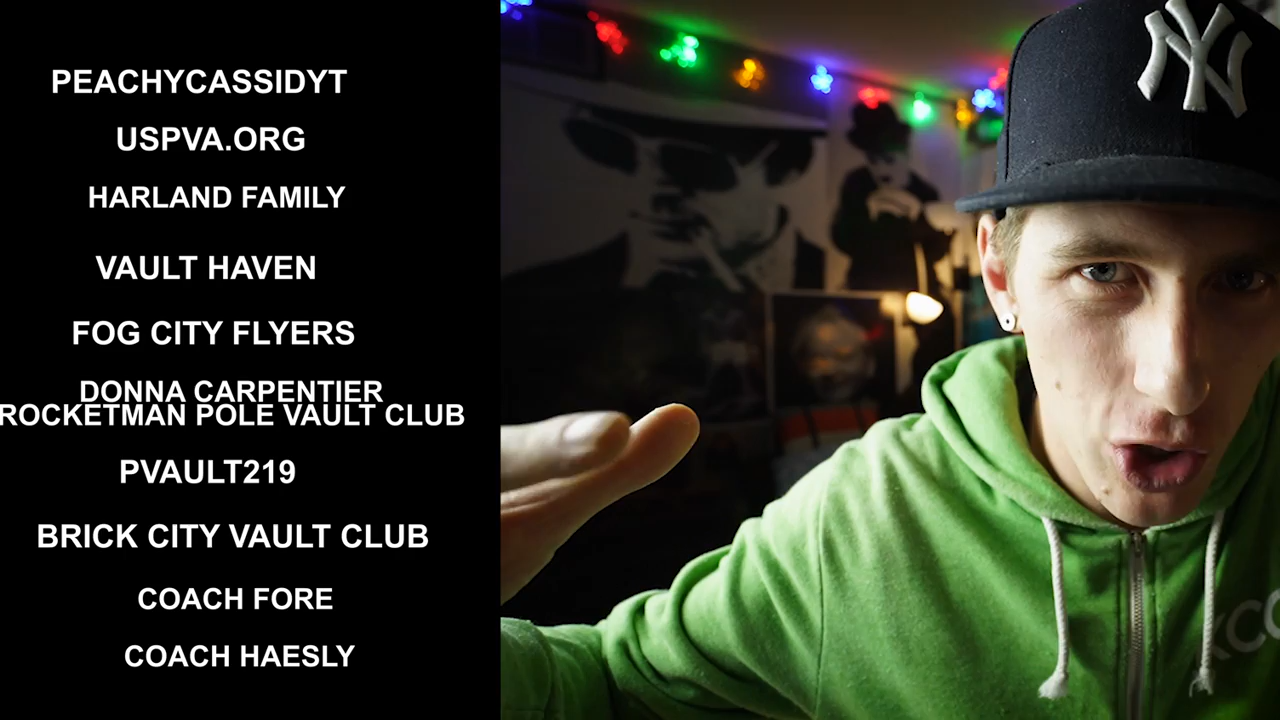 PEACHYCASSIDYT
USPVA.ORG
HARLAND FAMILY
VAULT HAVEN
FOG CITY FLYERS
DONNA CARPENTIER
ROCKETMAN POLE VAULT CLUB
PVAULT219
BRICK CITY VAULT CLUB
COACH FORE
COACH HAESLY
NY